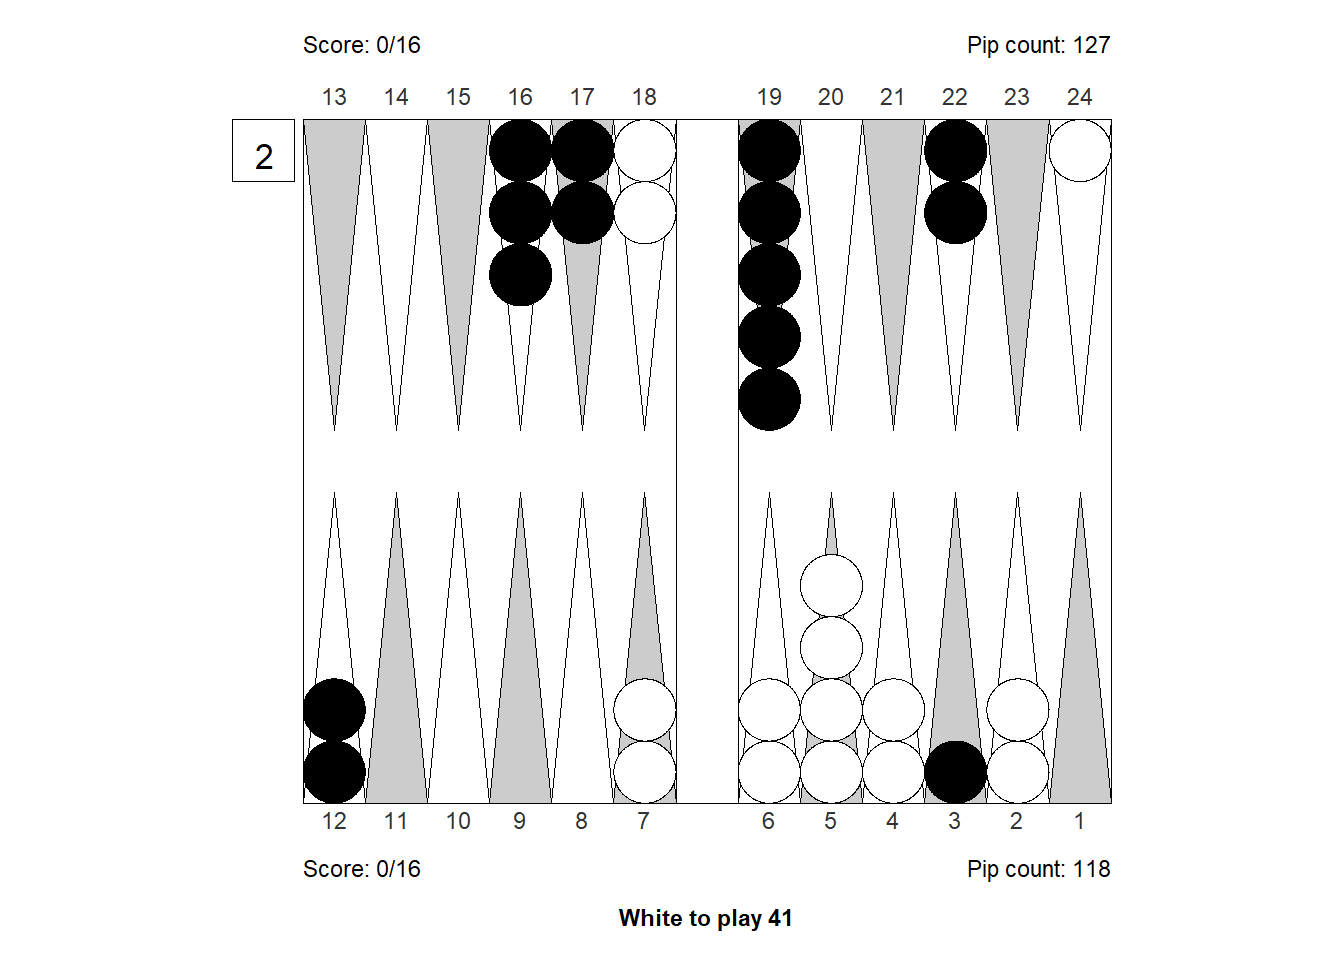 Score: 0/16 Pip count: 127
13 14 15 16 17 18 19 20 21 22 23 24
2
12 11 10 9 8 7 6 5 4 3 2 1
Score: 0/16 Pip count: 118
White to play 41